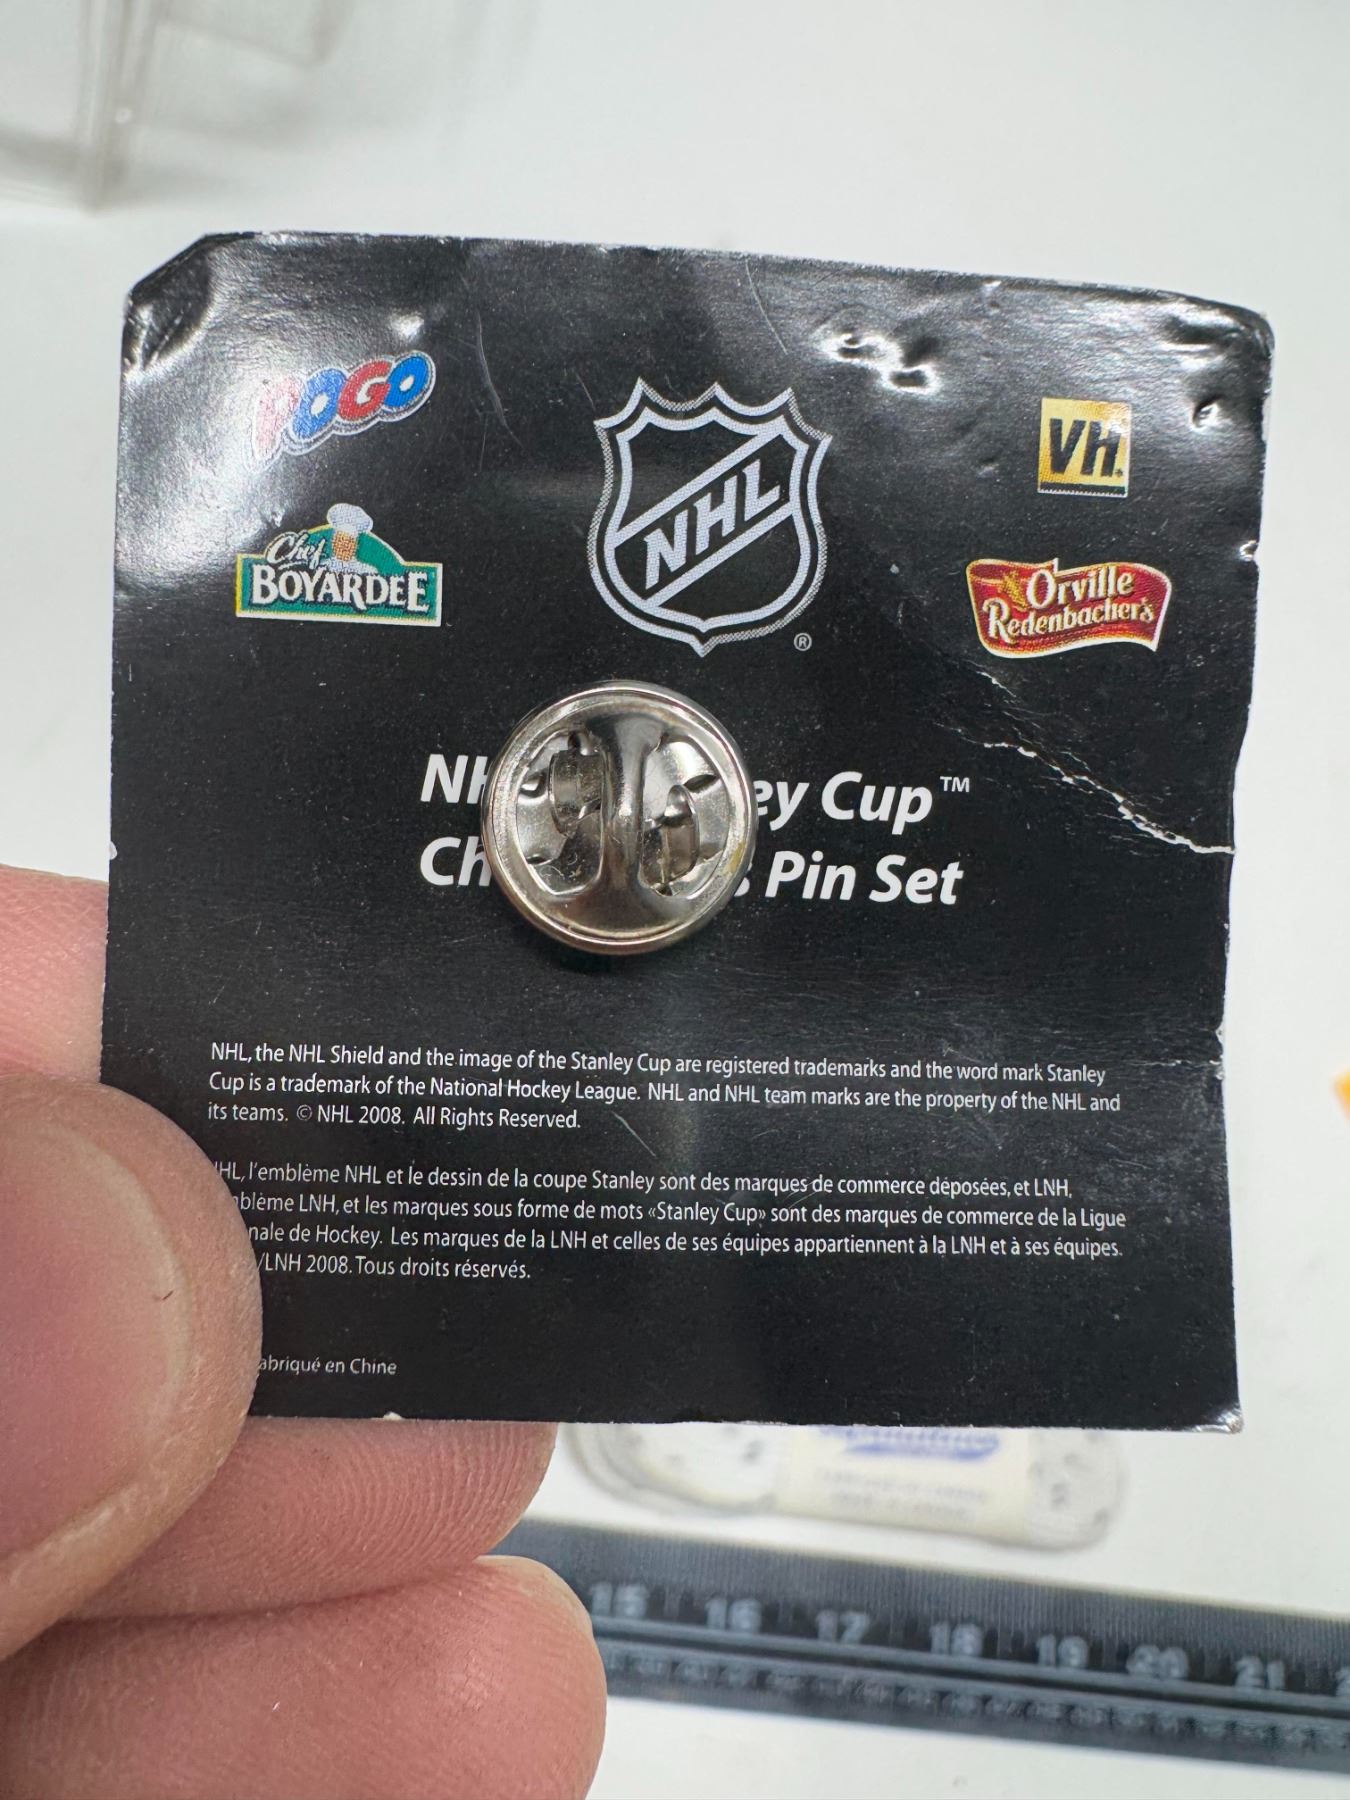 POGO
NHL
®
VH
Chef
BOYARDEE
Orville
Redenbacher's
ey Cup™
Pin Set
NHL, the NHL Shield and the image of the Stanley Cup are registered trademarks and the word mark Stanley
Cup is a trademark of the National Hockey League. NHL and NHL team marks are the property of the NHL and
its teams. © NHL 2008. All Rights Reserved.
HL, l'emblème NHL et le dessin de la coupe Stanley sont des marques de commerce déposées, et LNH,
blème LNH, et les marques sous forme de mots «Stanley Cup» sont des marques de commerce de la Ligue
nale de Hockey. Les marques de la LNH et celles de ses équipes appartiennent à la LNH et à ses équipes.
/LNH 2008. Tous droits réservés.
abriqué en Chine
15 16 17 18 19 20 21